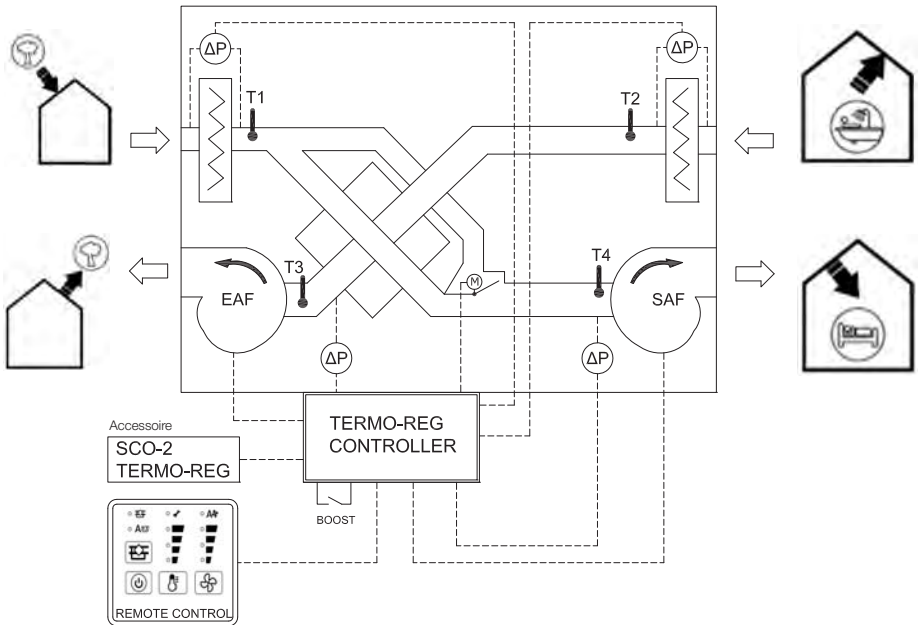 ΔP
ΔP
T1
T2
T3
T4
EAF
SAF
M
ΔP
ΔP
Accessoire
SCO-2
TERMO-REG
TERMO-REG
CONTROLLER
BOOST
REMOTE CONTROL